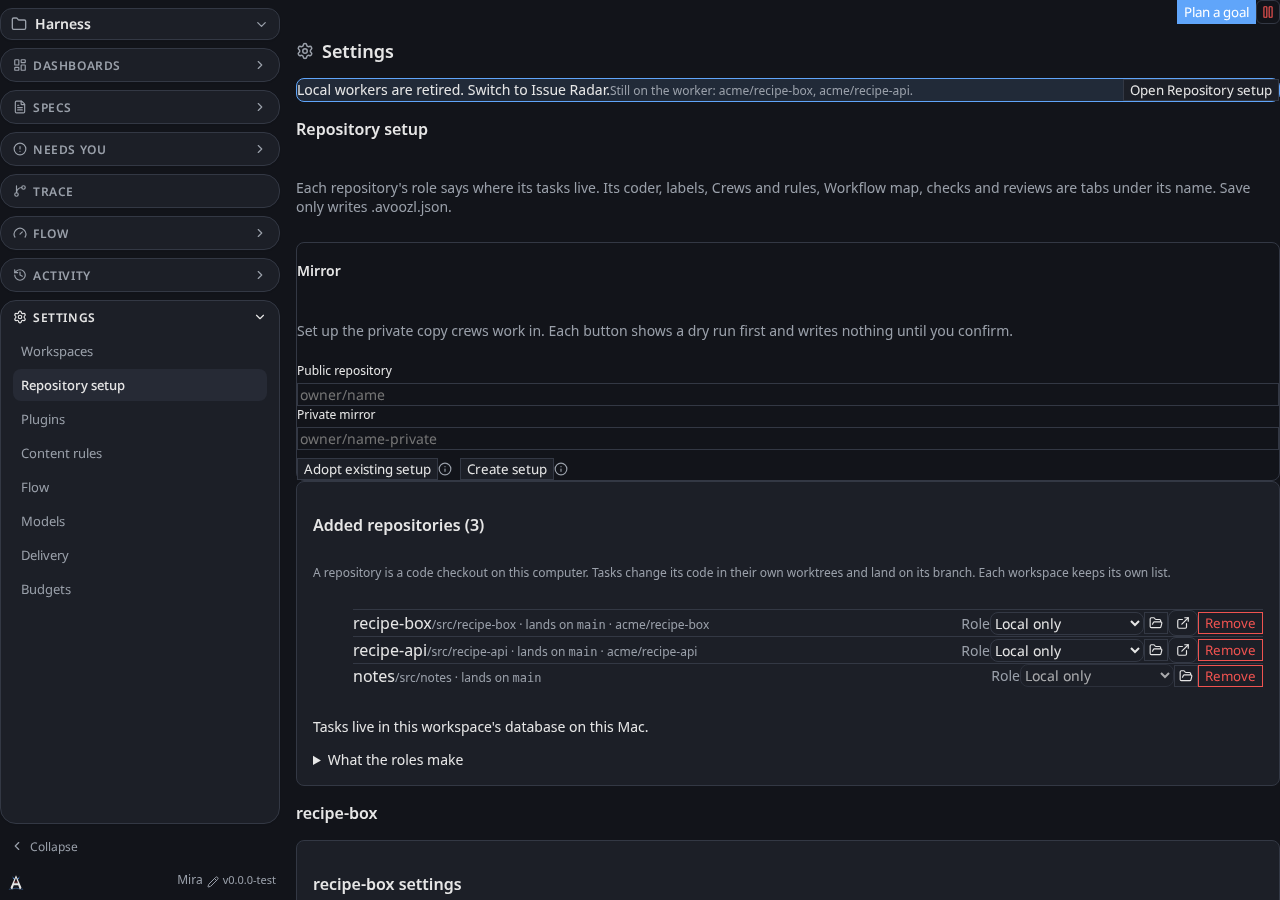 Harness
DASHBOARDS
SPECS
NEEDS YOU
TRACE
FLOW
ACTIVITY
SETTINGS
Workspaces
Repository setup
Plugins
Content rules
Flow
Models
Delivery
Budgets
Collapse
Mira v0.0.0-test
Plan a goal
Settings
Local workers are retired. Switch to Issue Radar.Still on the worker: acme/recipe-box, acme/recipe-api. Open Repository setup
Repository setup
Each repository's role says where its tasks live. Its coder, labels, Crews and rules, Workflow map, checks and reviews are tabs under its name. Save
only writes .avoozl.json.
Mirror
Set up the private copy crews work in. Each button shows a dry run first and writes nothing until you confirm.
Public repository
owner/name
Private mirror
owner/name-private
Adopt existing setup Create setup
Added repositories (3)
A repository is a code checkout on this computer. Tasks change its code in their own worktrees and land on its branch. Each workspace keeps its own list.
recipe-box/src/recipe-box · lands on main · acme/recipe-box Role Local only Remove
recipe-api/src/recipe-api · lands on main · acme/recipe-api Role Local only Remove
notes/src/notes · lands on main Role Local only Remove
Tasks live in this workspace's database on this Mac.
What the roles make
recipe-box
recipe-box settings